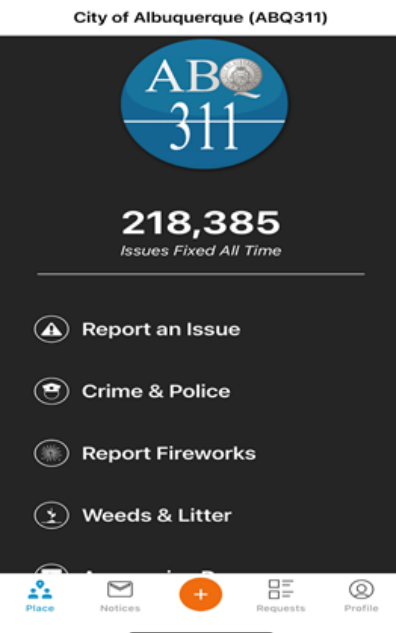 City of Albuquerque (ABQ311)
ABQ
311
218,385
Issues Fixed All Time
Report an Issue
Crime & Police
Report Fireworks
Weeds & Litter
Place
Notices
Requests
Profile